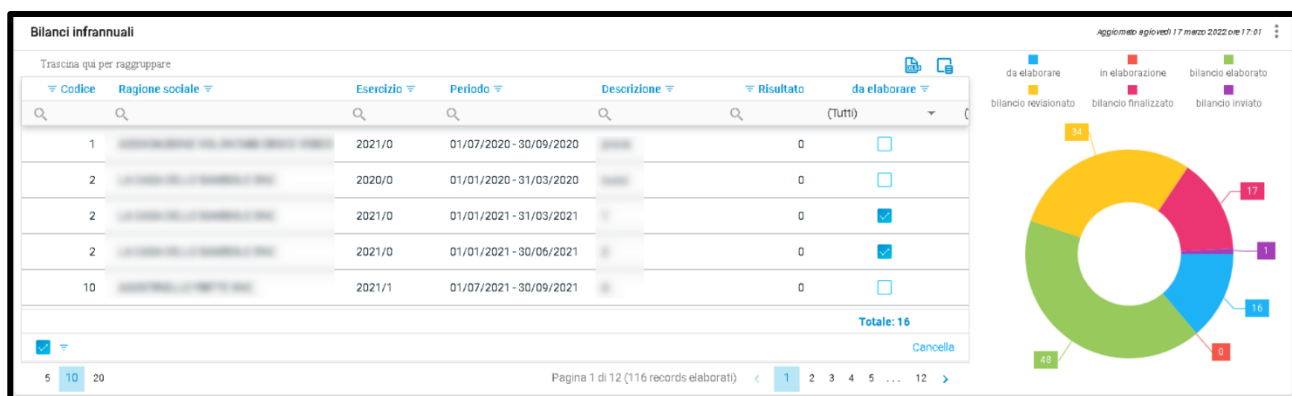 Bilanci infrannuali
Aggiornato a giovedì 17 marzo 2022 ore 17:01
Trascina qui per raggruppare
Codice Ragione sociale Esercizio Periodo Descrizione Risultato da elaborare
(Tutti)
1 2021/0 01/07/2020 - 30/09/2020 0
2 2020/0 01/01/2020 - 31/03/2020 0
2 2021/0 01/01/2021 - 31/03/2021 0
2 2021/0 01/01/2021 - 30/06/2021 0
10 2021/1 01/07/2021 - 30/09/2021 0
Totale: 16
Cancella
5 10 20 Pagina 1 di 12 (116 records elaborati) 1 2 3 4 5 ... 12
da elaborare in elaborazione bilancio elaborato
bilancio revisionato bilancio finalizzato bilancio inviato
34
17
1
16
0
48